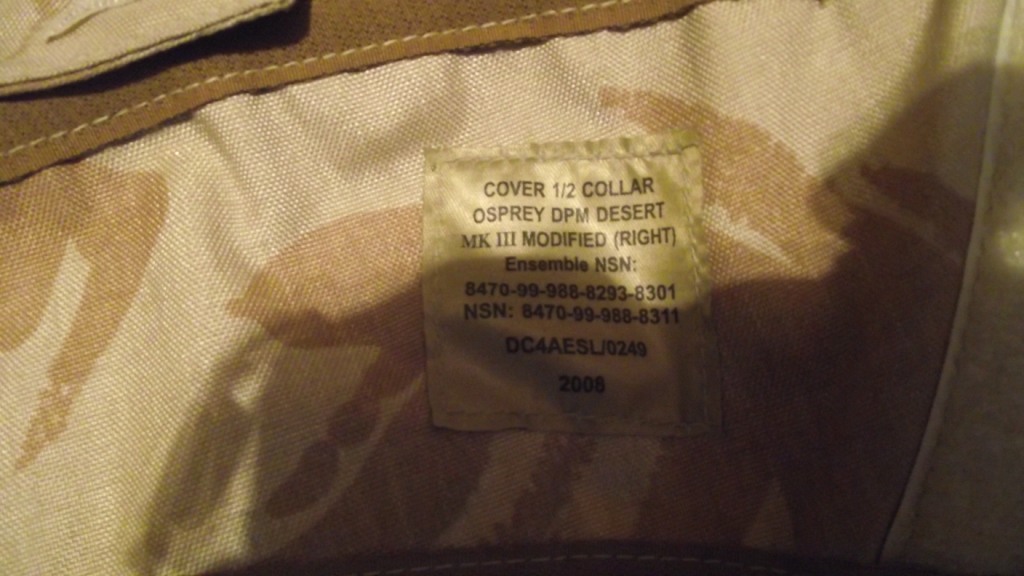 COVER 1/2 COLLAR
OSPREY DPM DESERT
MK III MODIFIED (RIGHT)
Ensemble NSN:
8470-99-988-8293-8301
NSN: 8470-99-988-8311
DC4AESL/0249
2008